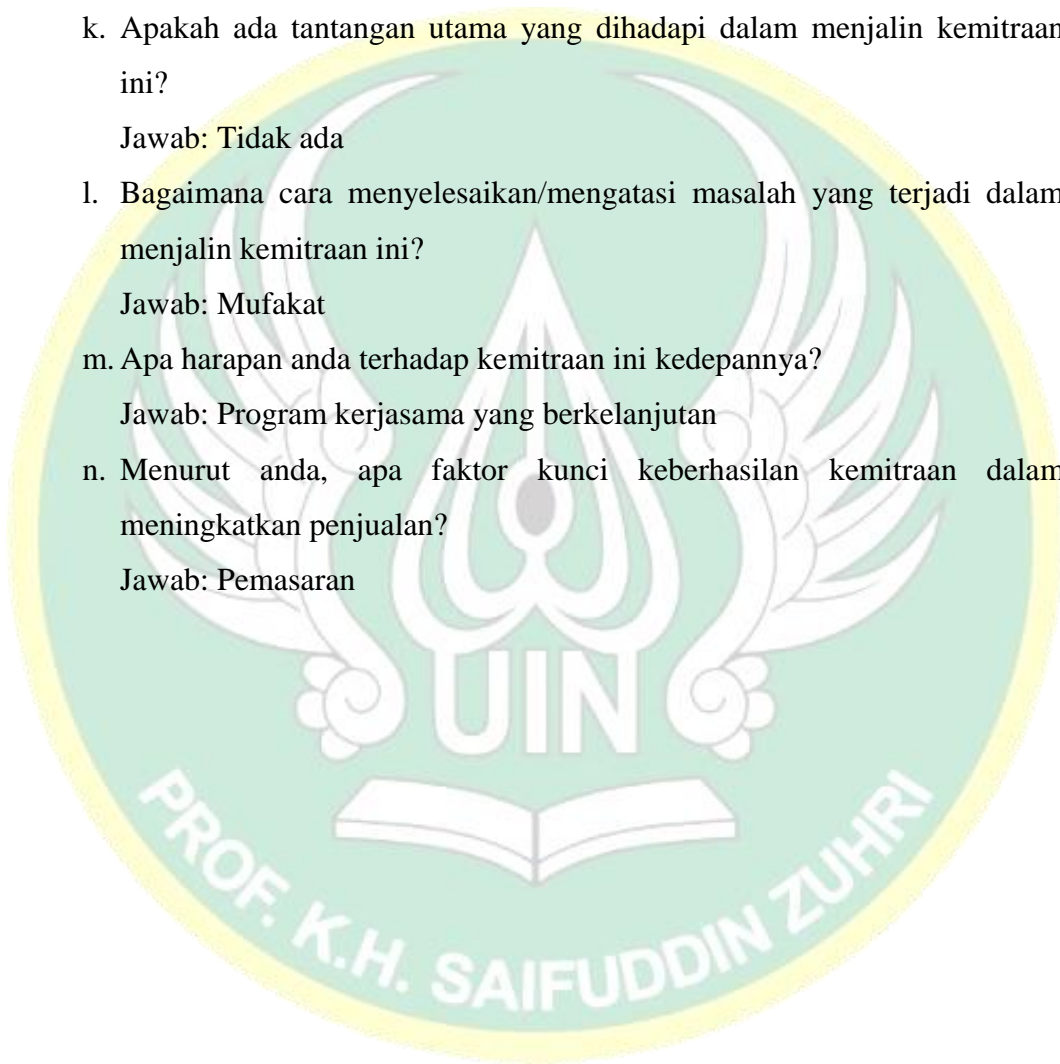 k. Apakah ada tantangan utama yang dihadapi dalam menjalin kemitraan
ini?
Jawab: Tidak ada
l. Bagaimana cara menyelesaikan/mengatasi masalah yang terjadi dalam
menjalin kemitraan ini?
Jawab: Mufakat
m. Apa harapan anda terhadap kemitraan ini kedepannya?
Jawab: Program kerjasama yang berkelanjutan
n. Menurut anda, apa faktor kunci keberhasilan kemitraan dalam
meningkatkan penjualan?
Jawab: Pemasaran
UIN
PROF. K.H. SAIFUDDIN ZUHRI